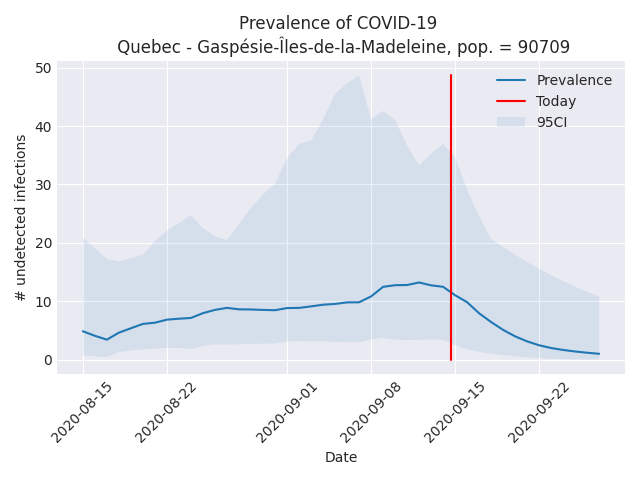 Prevalence of COVID-19
Quebec - Gaspésie-Îles-de-la-Madeleine, pop. = 90709
Prevalence
Today
95CI
# undetected infections
50
40
30
20
10
0
2020-08-15
2020-08-22
2020-09-01
2020-09-08
2020-09-15
2020-09-22
Date